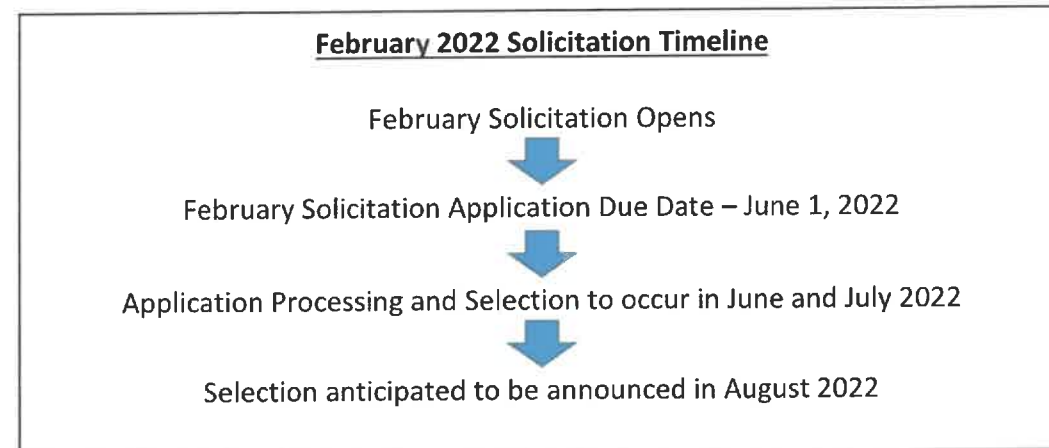 February 2022 Solicitation Timeline
February Solicitation Opens
February Solicitation Application Due Date – June 1, 2022
Application Processing and Selection to occur in June and July 2022
Selection anticipated to be announced in August 2022